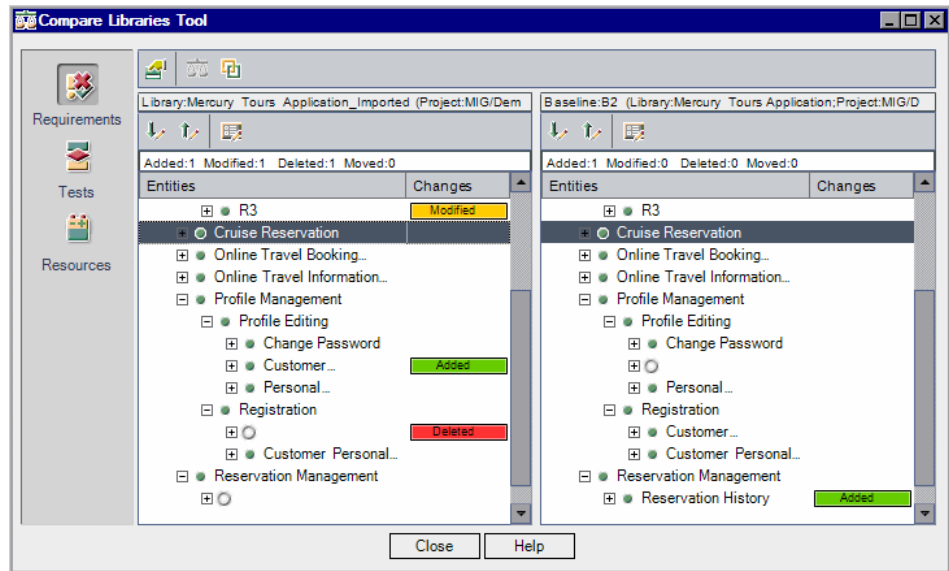 Compare Libraries Tool
Requirements
Tests
Resources
Library:Mercury Tours Application_Imported (Project:MIG/Dem
Added:1 Modified:1 Deleted:1 Moved:0
Entities Changes
R3 Modified
Cruise Reservation
Online Travel Booking...
Online Travel Information...
Profile Management
Profile Editing
Change Password
Customer... Added
Personal...
Registration
Deleted
Customer Personal...
Reservation Management
Baseline:B2 (Library:Mercury Tours Application;Project:MIG/D
Added:1 Modified:0 Deleted:0 Moved:0
Entities Changes
R3
Cruise Reservation
Online Travel Booking...
Online Travel Information...
Profile Management
Profile Editing
Change Password
Personal...
Registration
Customer...
Customer Personal...
Reservation Management
Reservation History Added
Close Help